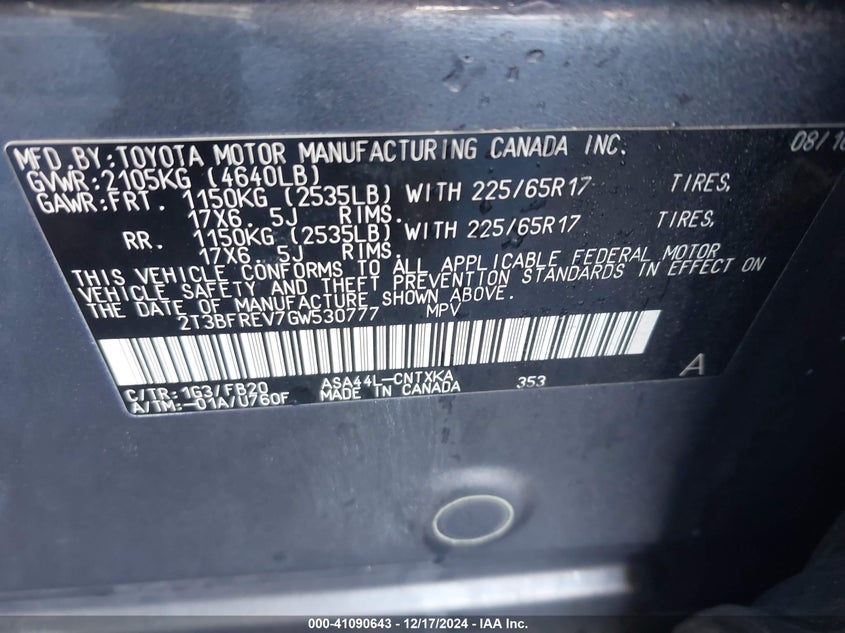 MFD.BY:TOYOTA MOTOR MANUFACTURING CANADA INC. 08/16
GVWR:2105KG (4640LB)
GAWR:FRT. 1150KG (2535LB) WITH 225/65R17 TIRES,
17X6.5J RIMS.
RR. 1150KG (2535LB) WITH 225/65R17 TIRES,
17X6.5J RIMS.
THIS VEHICLE CONFORMS TO ALL APPLICABLE FEDERAL MOTOR
VEHICLE SAFETY AND THEFT PREVENTION STANDARDS IN EFFECT ON
THE DATE OF MANUFACTURE SHOWN ABOVE.
2T3BFREV7GW530777 MPV
C/TR:1G3/FB20 ASA44L-CNTXKA 353 A
A/TM:-01A/U760F MADE IN CANADA
000-41090643 / 12/17/2024 - IAA Inc.